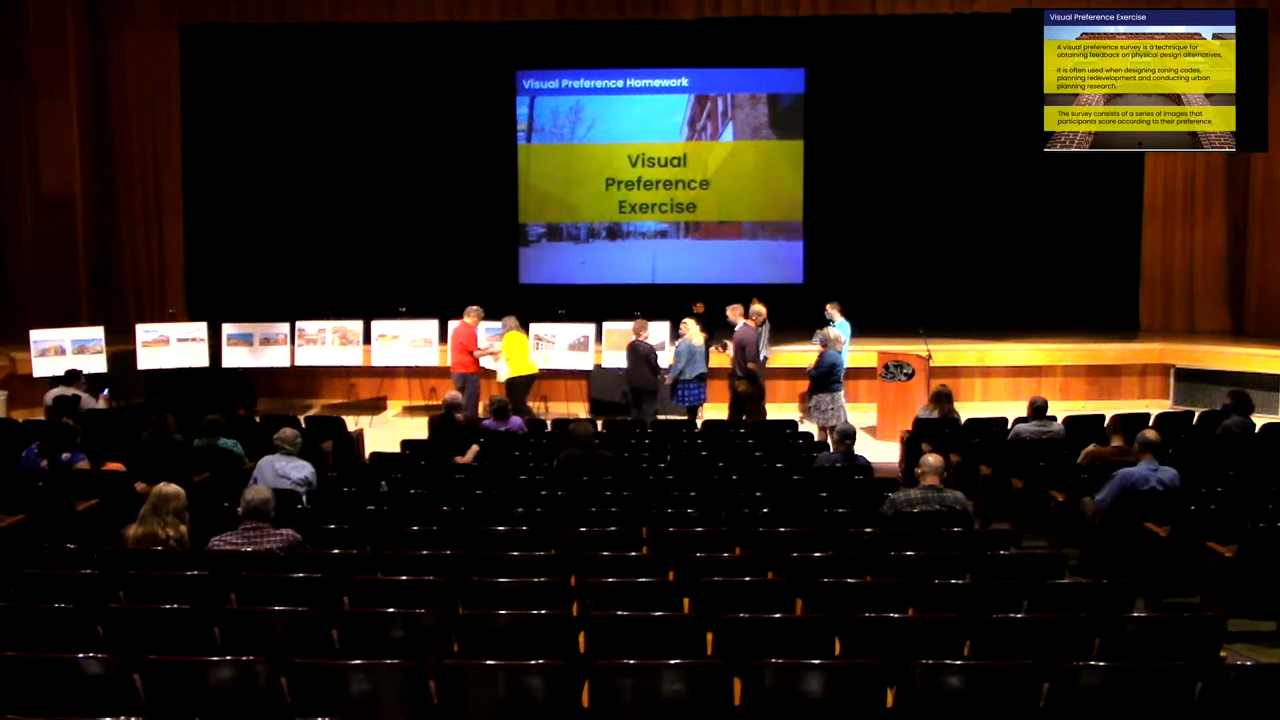 Visual Preference Homework
Visual
Preference
Exercise
Visual Preference Exercise
A visual preference survey is a technique for
obtaining feedback on physical design alternatives.
It is often used when designing zoning codes,
planning redevelopment and conducting urban
planning research.
The survey consists of a series of images that
participants score according to their preference.